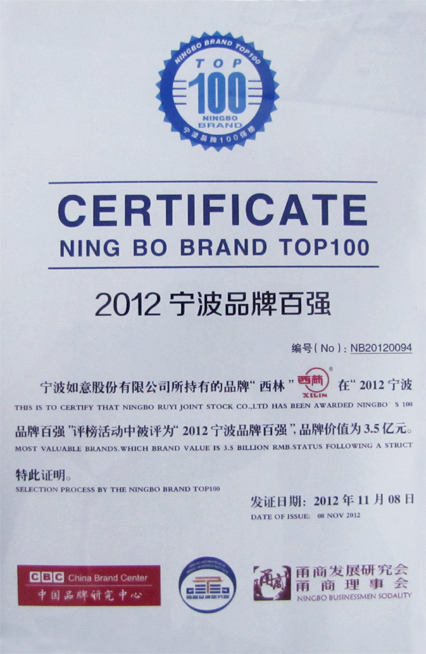 NINGBO BRAND TOP100
TOP
100
NINGBO
BRAND
CERTIFICATE
NING BO BRAND TOP100
2012 宁波品牌百强
编号（No）: NB20120094
宁波如意股份有限公司所持有的品牌“西林” 西林 XILIN 在“2012宁波
THIS IS TO CERTIFY THAT NINGBO RUYI JOINT STOCK CO.,LTD HAS BEEN AWARDED NINGBO`S 100
品牌百强”评榜活动中被评为“2012宁波品牌百强”,品牌价值为3.5亿元。
MOST VALUABLE BRANDS.WHICH BRAND VALUE IS 3.5 BILLION RMB.STATUS FOLLOWING A STRICT
特此证明。
SELECTION PROCESS BY THE NINGBO BRAND TOP100
发证日期: 2012 年 11 月 08 日
DATE OF ISSUE: 08 NOV 2012
CBC China Brand Center
中国品牌研究中心
甬商发展研究会
甬商理事会
NINGBO BUSINESSMEN SODALITY